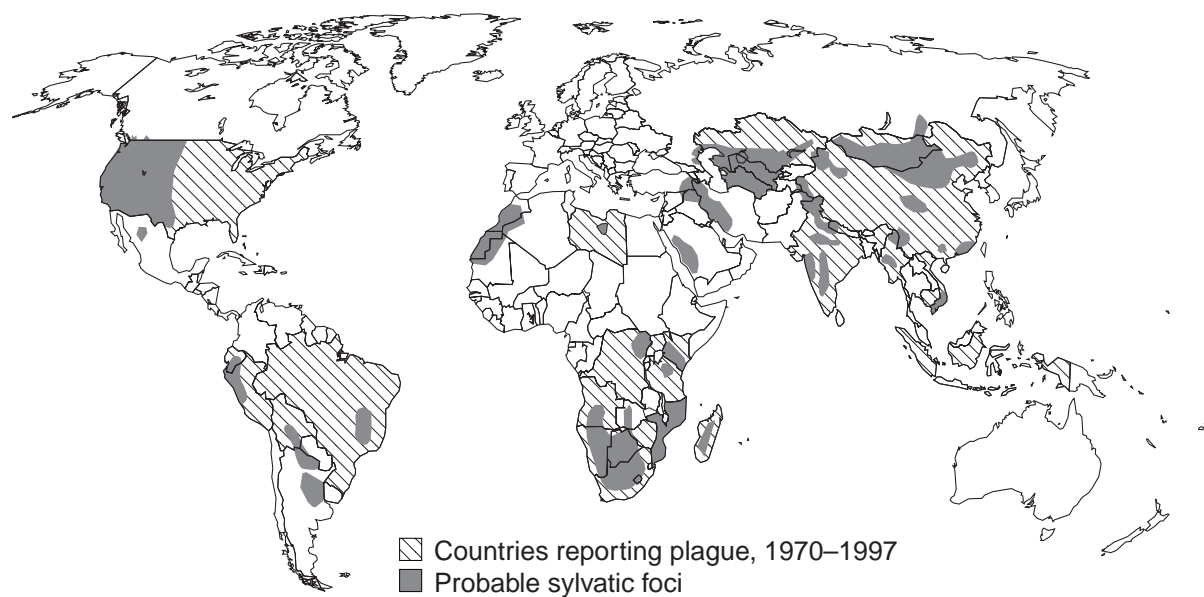 Countries reporting plague, 1970–1997
Probable sylvatic foci